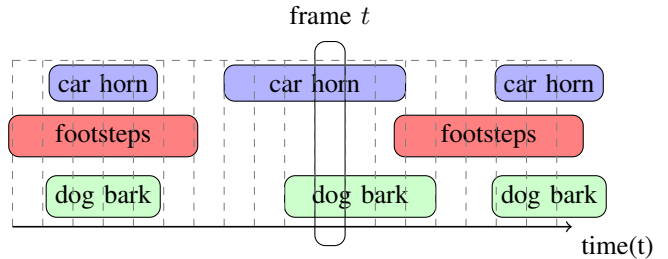 frame t
car horn car horn car horn
footsteps footsteps
dog bark dog bark dog bark
time(t)